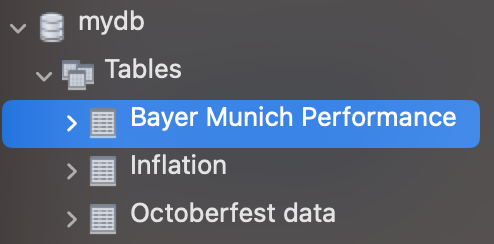 mydb
Tables
Bayer Munich Performance
Inflation
Octoberfest data